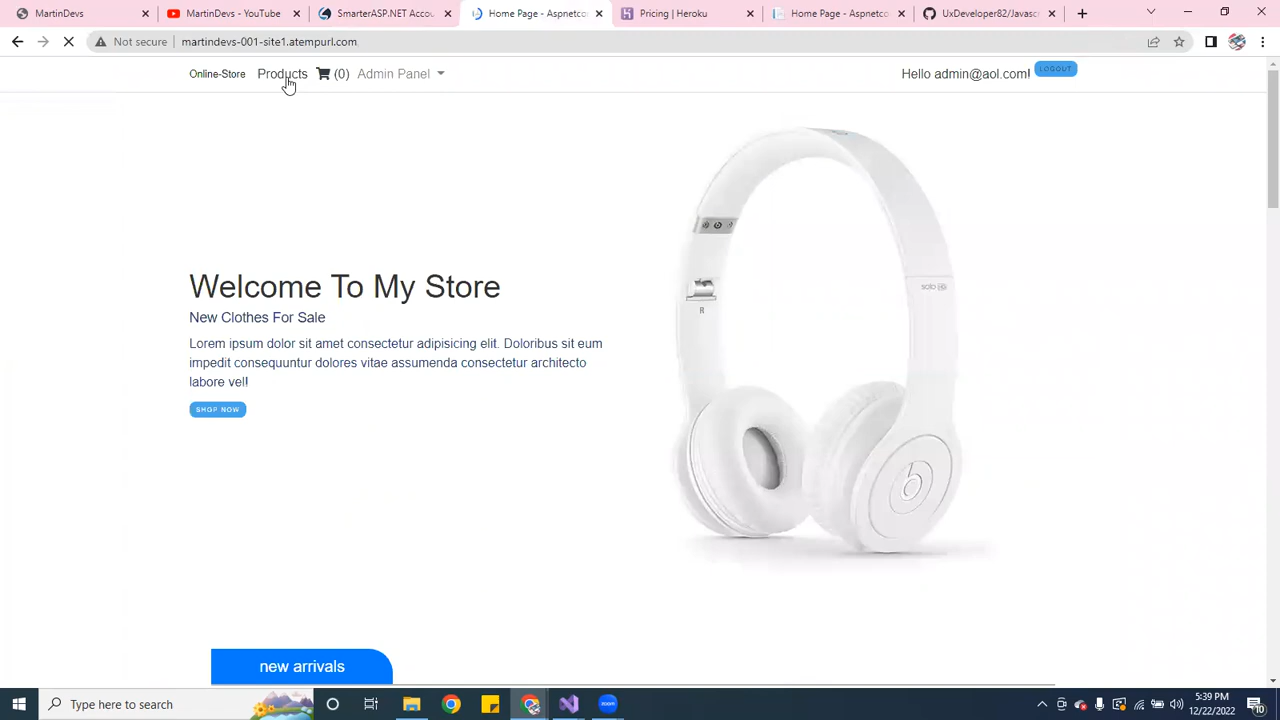 MartinDevs
MartinDevs - YouTube
SmarterASP.NET Accou
Home Page - Aspnetco
Pricing | Heroku
Home Page - Aspnetco
UxDeveloper82/Javasc
Not secure
martindevs-001-site1.atempurl.com
Online-Store
Products
(0)
Admin Panel
Hello admin@aol.com!
LOGOUT
solo HD
R
b
Welcome To My Store
New Clothes For Sale
Lorem ipsum dolor sit amet consectetur adipisicing elit. Doloribus sit eum
impedit consequuntur dolores vitae assumenda consectetur architecto
labore vel!
SHOP NOW
new arrivals
Type here to search
5:39 PM
12/22/2022
10